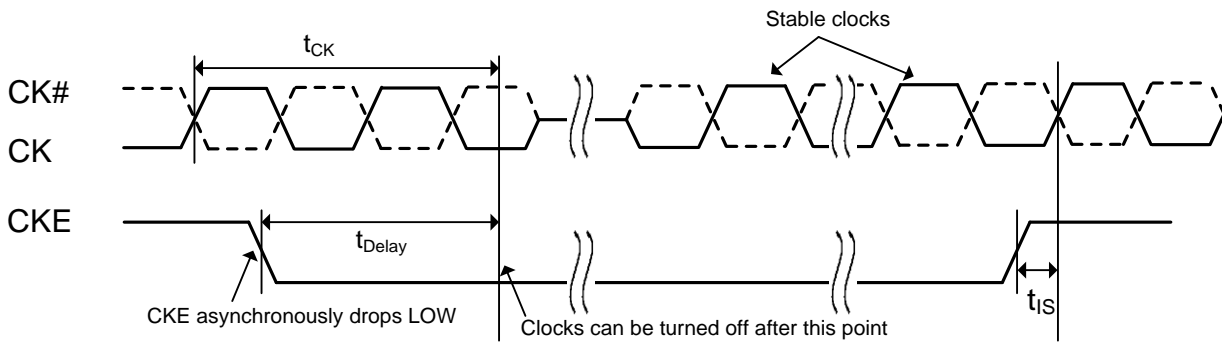 Stable clocks
tCK
CK#
CK
CKE
tDelay
tIS
CKE asynchronously drops LOW
Clocks can be turned off after this point